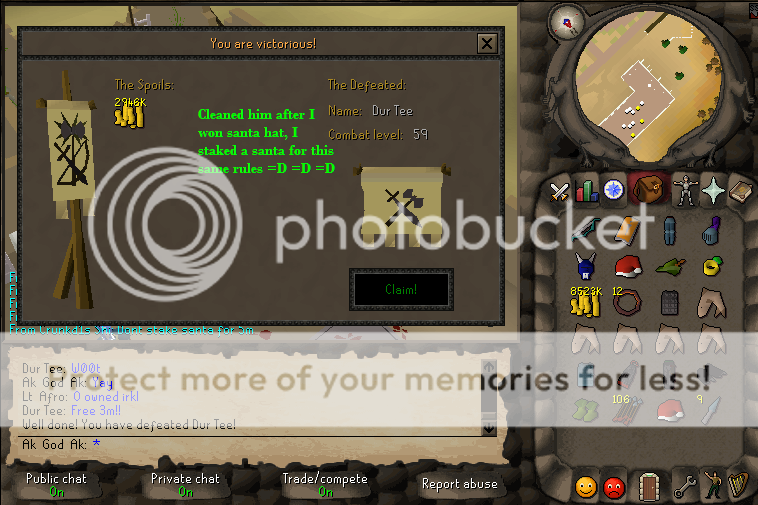 You are victorious!
The Spoils:
2946K
The Defeated:
Name: Dur Tee
Combat level: 59
Cleaned him after I
won santa hat, I
staked a santa for this
same rules =D =D =D
Claim!
photobucket
8523K
12
106
9
Protect more of your memories for less!
Dur Tee: W00t
Ak God Ak: Yay
Lt Afro: O owned irkl
Dur Tee: Free 3m!!
Well done! You have defeated Dur Tee!
Ak God Ak: *
Public chat
On
Private chat
On
Trade/compete
On
Report abuse